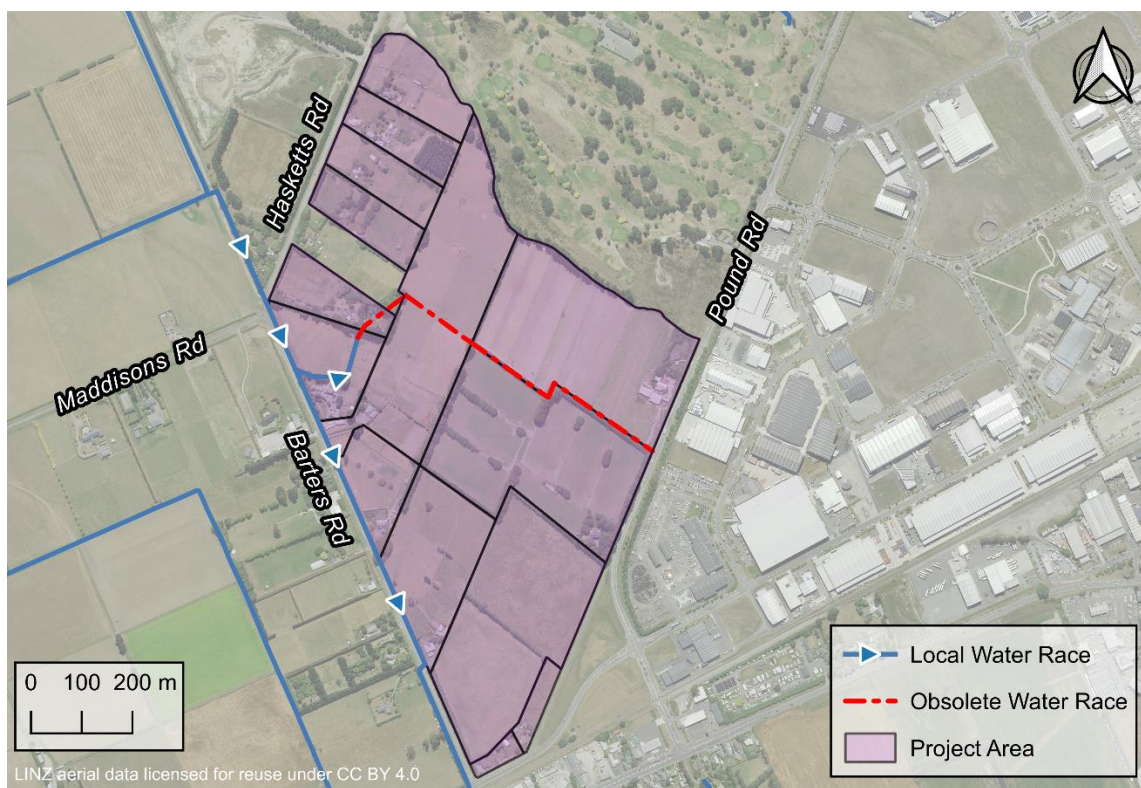 Hasketts Rd
Pound Rd
Maddisons Rd
Barters Rd
0 100 200 m
Local Water Race
Obsolete Water Race
Project Area
LINZ aerial data licensed for reuse under CC BY 4.0